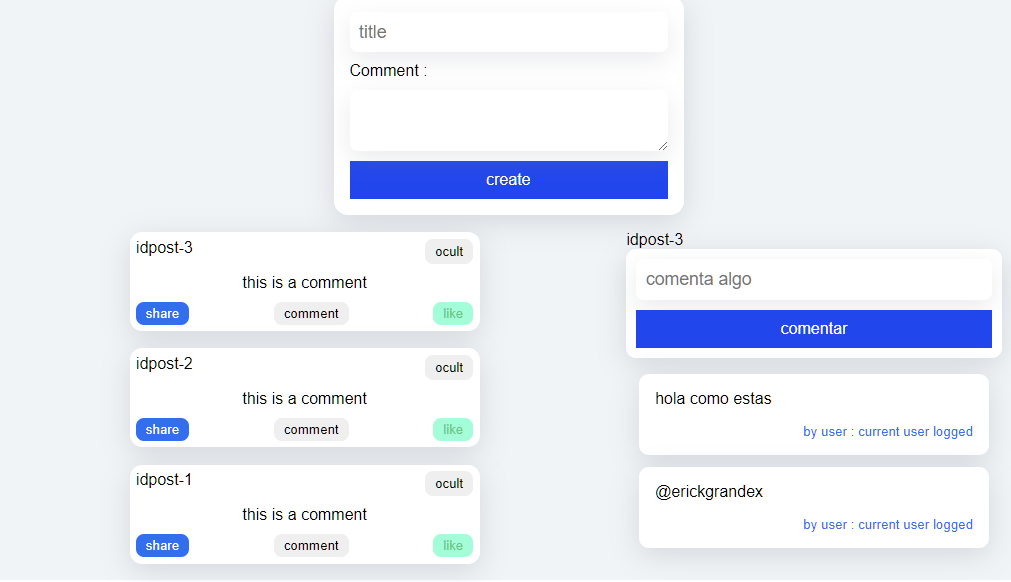 title
Comment :
create
idpost-3
ocult
this is a comment
share
comment
like
idpost-2
ocult
this is a comment
share
comment
like
idpost-1
ocult
this is a comment
share
comment
like
idpost-3
comenta algo
comentar
hola como estas
by user : current user logged
@erickgrandex
by user : current user logged